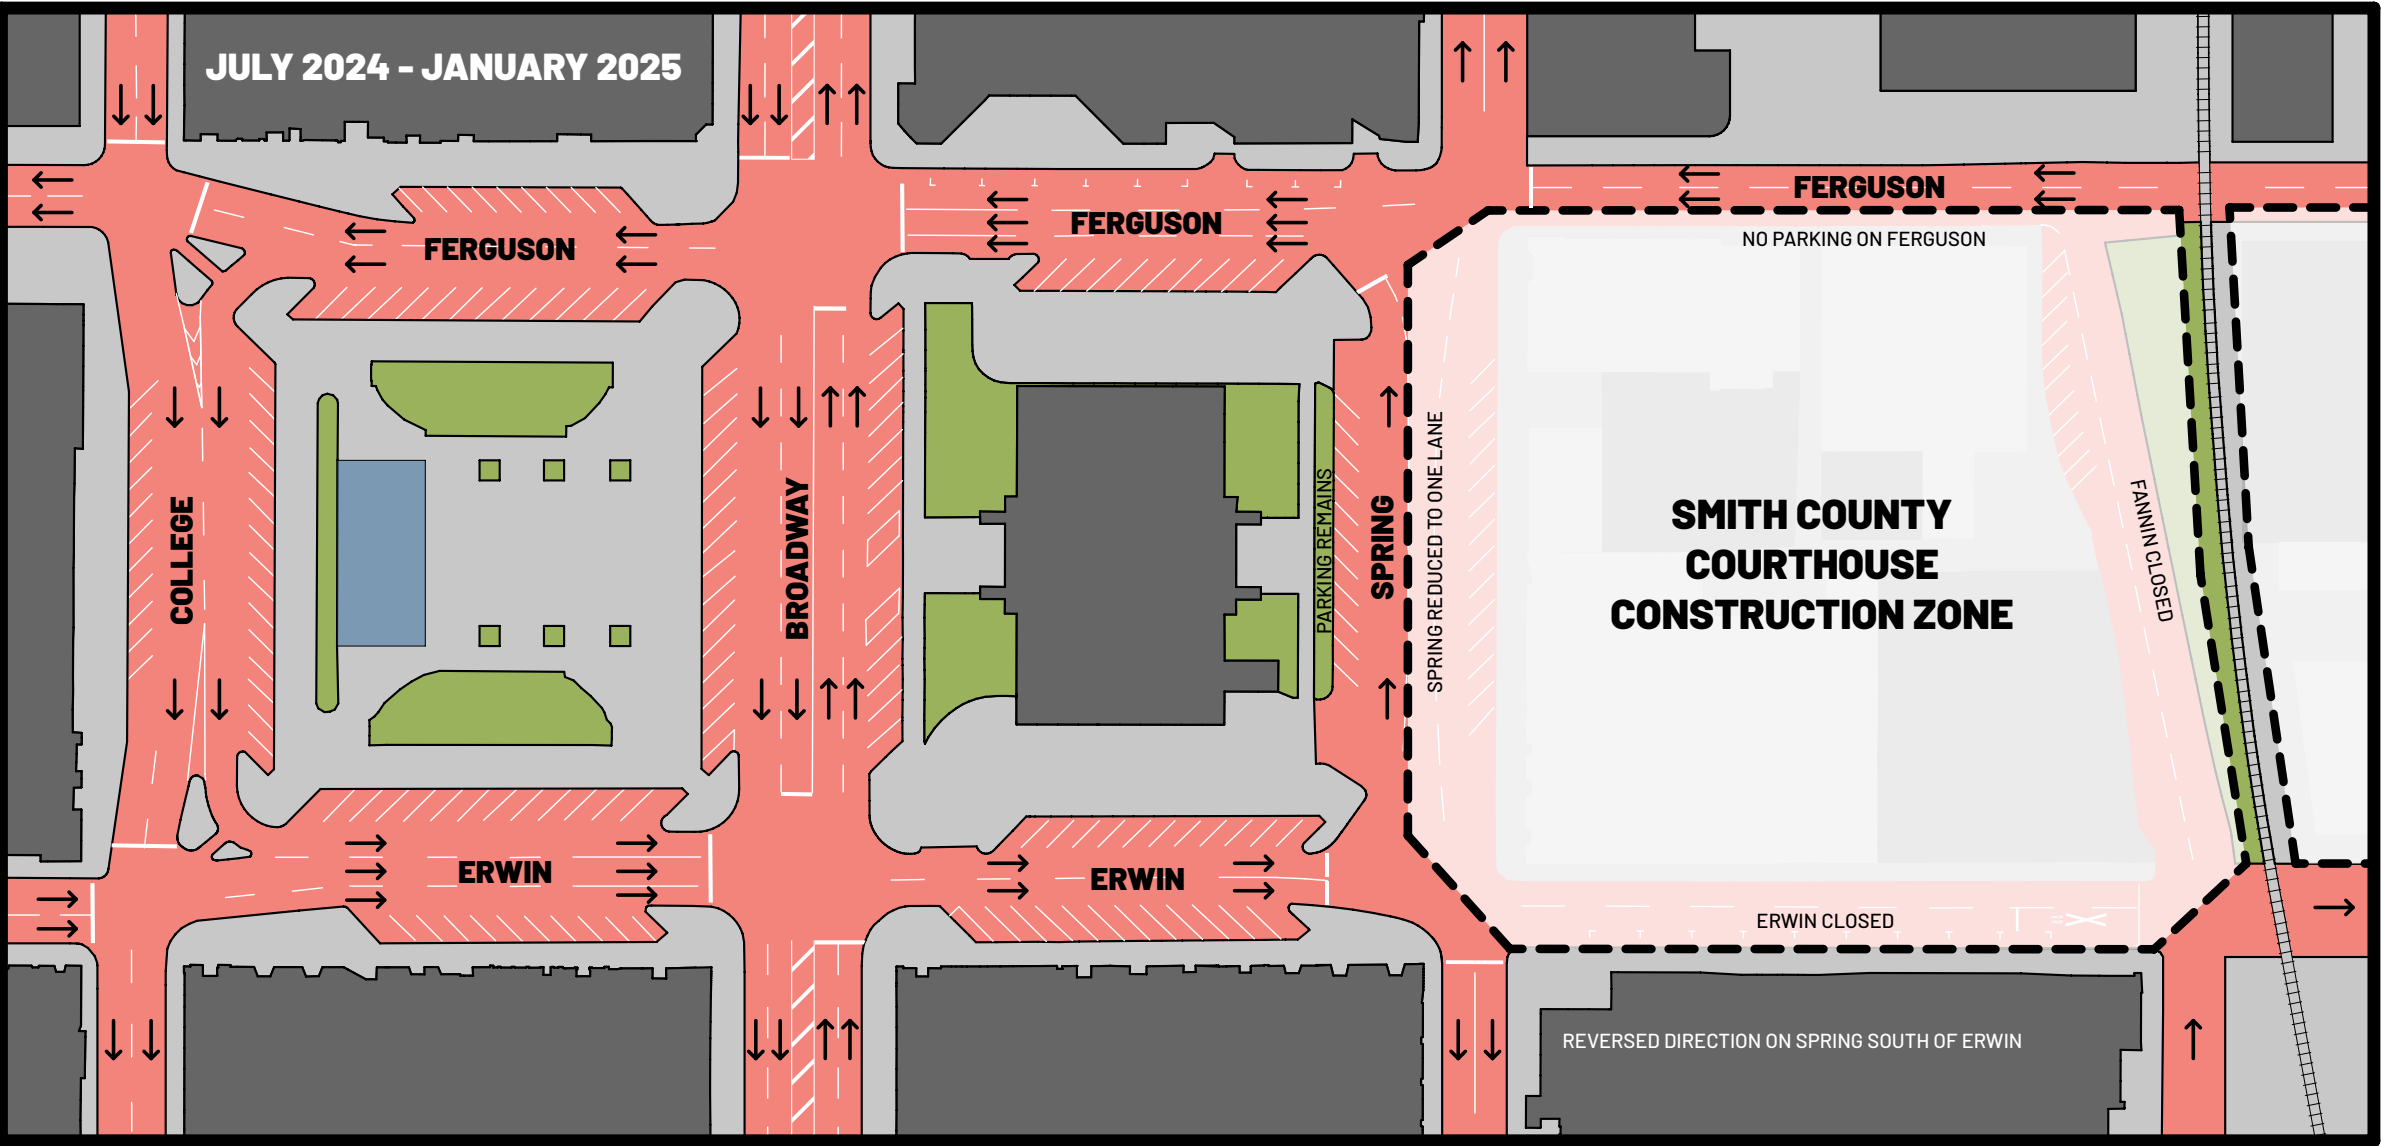 JULY 2024 - JANUARY 2025
FERGUSON
FERGUSON
FERGUSON
NO PARKING ON FERGUSON
COLLEGE
BROADWAY
PARKING REMAINS
SPRING
SPRING REDUCED TO ONE LANE
SMITH COUNTY
COURTHOUSE
CONSTRUCTION ZONE
FANNIN CLOSED
ERWIN
ERWIN
ERWIN CLOSED
REVERSED DIRECTION ON SPRING SOUTH OF ERWIN